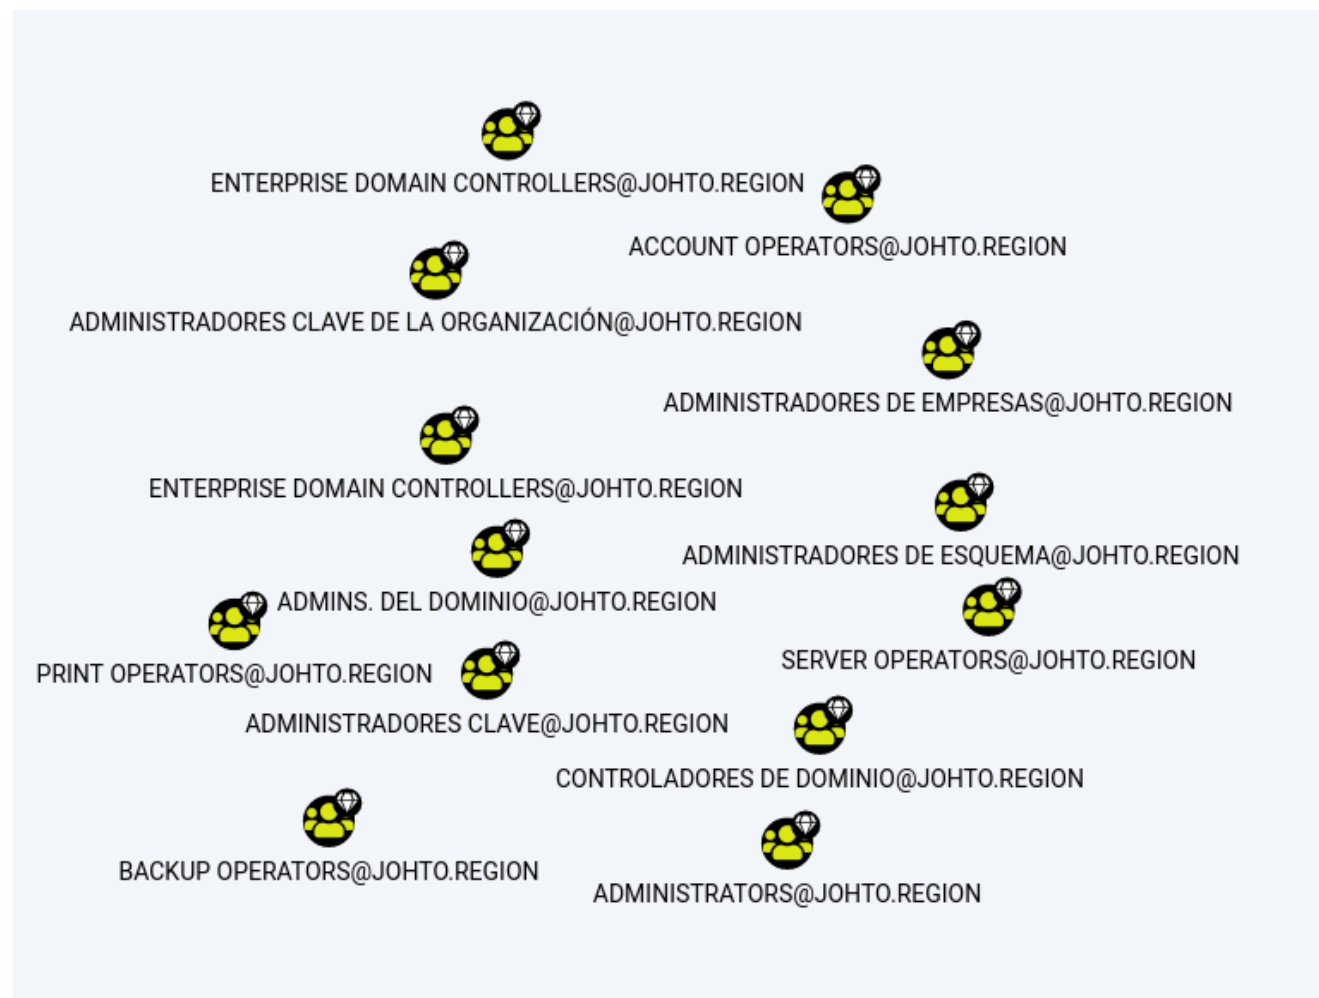 ENTERPRISE DOMAIN CONTROLLERS@JOHTO.REGION
ACCOUNT OPERATORS@JOHTO.REGION
ADMINISTRADORES CLAVE DE LA ORGANIZACIÓN@JOHTO.REGION
ADMINISTRADORES DE EMPRESAS@JOHTO.REGION
ENTERPRISE DOMAIN CONTROLLERS@JOHTO.REGION
ADMINISTRADORES DE ESQUEMA@JOHTO.REGION
ADMINS. DEL DOMINIO@JOHTO.REGION
SERVER OPERATORS@JOHTO.REGION
PRINT OPERATORS@JOHTO.REGION
ADMINISTRADORES CLAVE@JOHTO.REGION
CONTROLADORES DE DOMINIO@JOHTO.REGION
BACKUP OPERATORS@JOHTO.REGION
ADMINISTRATORS@JOHTO.REGION